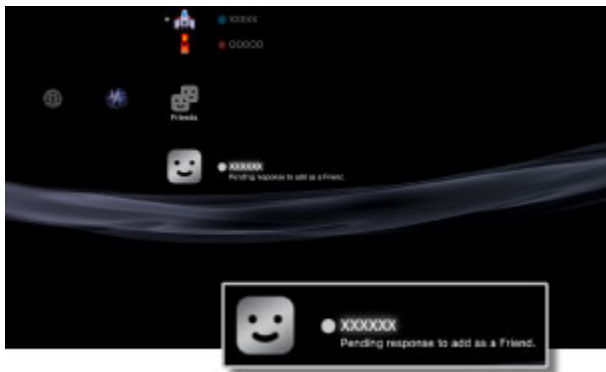 XXXXX
OOOOO
Friends
XXXXXX
Pending response to add as a Friend.
XXXXXX
Pending response to add as a Friend.